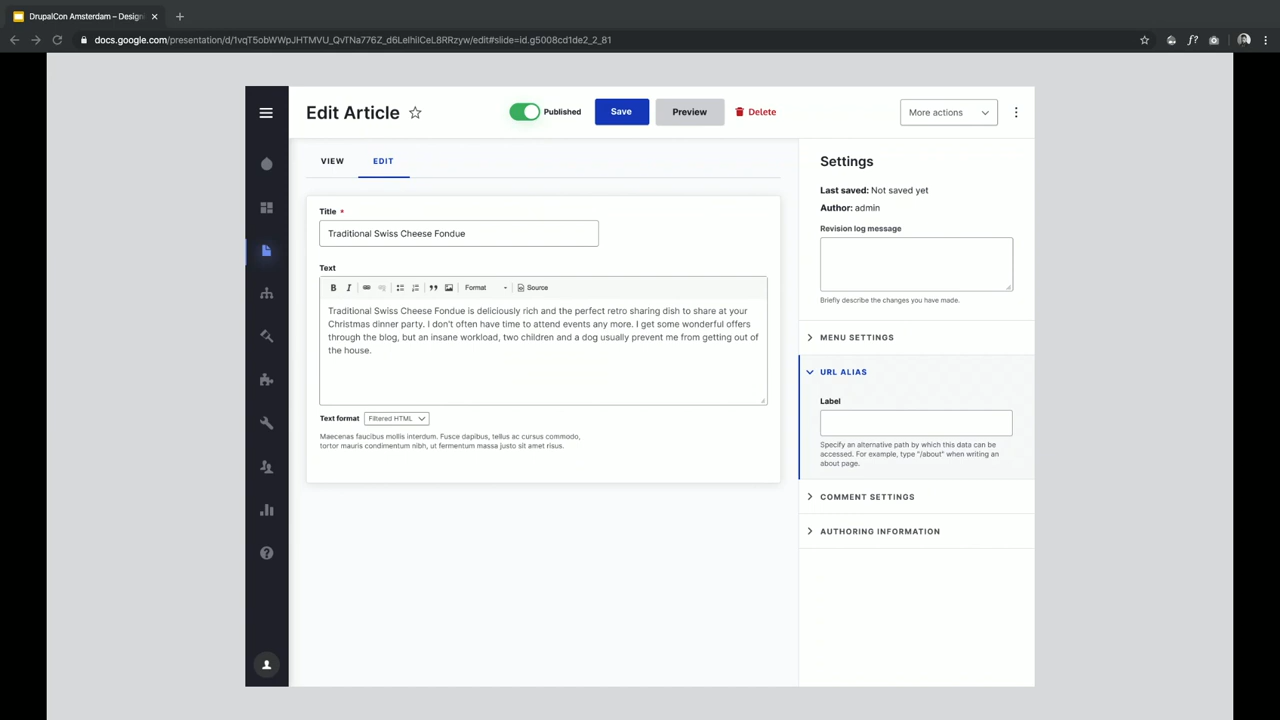 DrupalCon Amsterdam – Design
docs.google.com/presentation/d/1vqT5obWWpJHTMVU_QvTNa776Z_d6LelhilCeL8RRzyw/edit#slide=id.g5008cd1de2_2_81
Edit Article
Published
Save
Preview
Delete
More actions
VIEW
EDIT
Title *
Traditional Swiss Cheese Fondue
Text
B I Format Source
Traditional Swiss Cheese Fondue is deliciously rich and the perfect retro sharing dish to share at your
Christmas dinner party. I don't often have time to attend events any more. I get some wonderful offers
through the blog, but an insane workload, two children and a dog usually prevent me from getting out of
the house.
Text format Filtered HTML
Maecenas faucibus mollis interdum. Fusce dapibus, tellus ac cursus commodo,
tortor mauris condimentum nibh, ut fermentum massa justo sit amet risus.
Settings
Last saved: Not saved yet
Author: admin
Revision log message
Briefly describe the changes you have made.
MENU SETTINGS
URL ALIAS
Label
Specify an alternative path by which this data can be
accessed. For example, type "/about" when writing an
about page.
COMMENT SETTINGS
AUTHORING INFORMATION